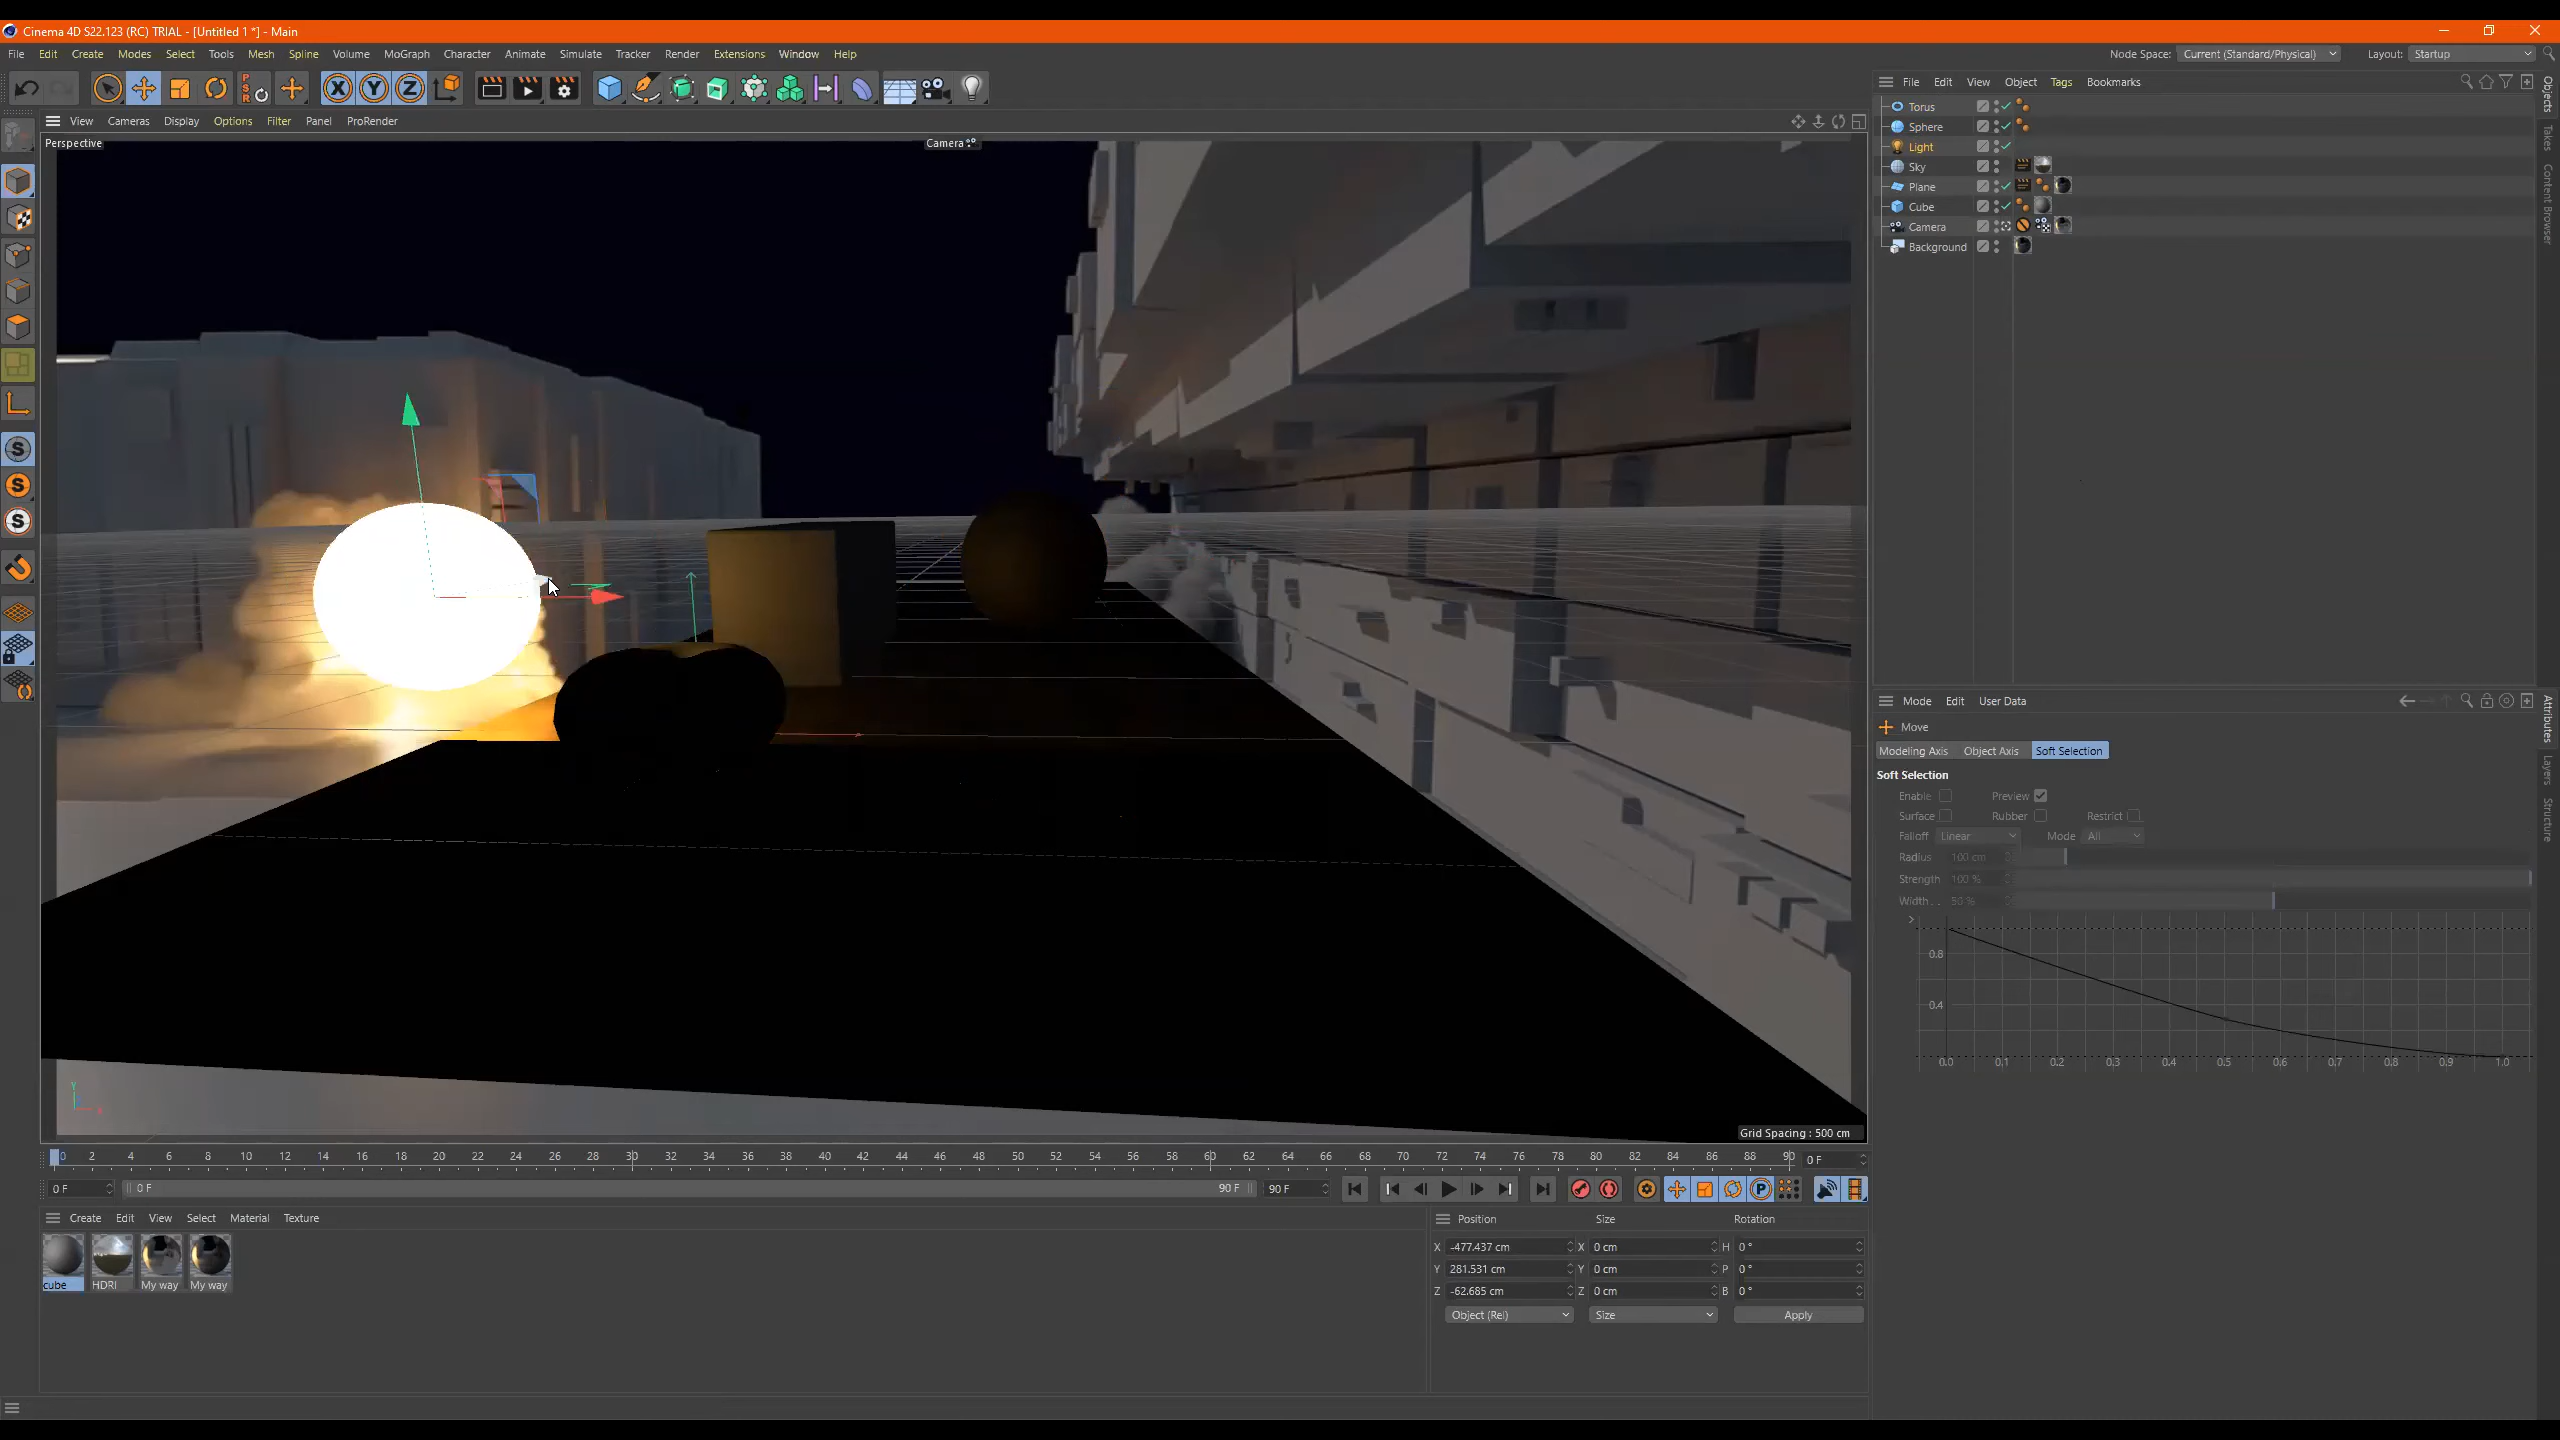 Cinema 4D S22.123 (RC) TRIAL - [Untitled 1 *] - Main
File Edit Create Modes Select Tools Mesh Spline Volume MoGraph Character Animate Simulate Tracker Render Extensions Window Help
Node Space: Current (Standard/Physical) Layout: Startup
File Edit View Object Tags Bookmarks
View Cameras Display Options Filter Panel ProRender
Perspective
Camera
Torus
Sphere
Light
Sky
Plane
Cube
Camera
Background
Objects
Takes
Content Browser
Mode Edit User Data
Move
Modeling Axis Object Axis Soft Selection
Soft Selection
Enable Preview
Surface Rubber Restrict
Falloff Linear Mode All
Radius 100 cm
Strength 100 %
Width . . 50 %
0.8
0.4
0.0 0.1 0.2 0.3 0.4 0.5 0.6 0.7 0.8 0.9 1.0
Attributes
Layers
Structure
Y
Grid Spacing : 500 cm
0 2 4 6 8 10 12 14 16 18 20 22 24 26 28 30 32 34 36 38 40 42 44 46 48 50 52 54 56 58 60 62 64 66 68 70 72 74 76 78 80 82 84 86 88 90 0 F
0 F 0 F 90 F 90 F
Create Edit View Select Material Texture
cube HDRI My way My way
Position Size Rotation
X -477.437 cm X 0 cm H 0 °
Y 281.531 cm Y 0 cm P 0 °
Z -62.685 cm Z 0 cm B 0 °
Object (Rel) Size Apply